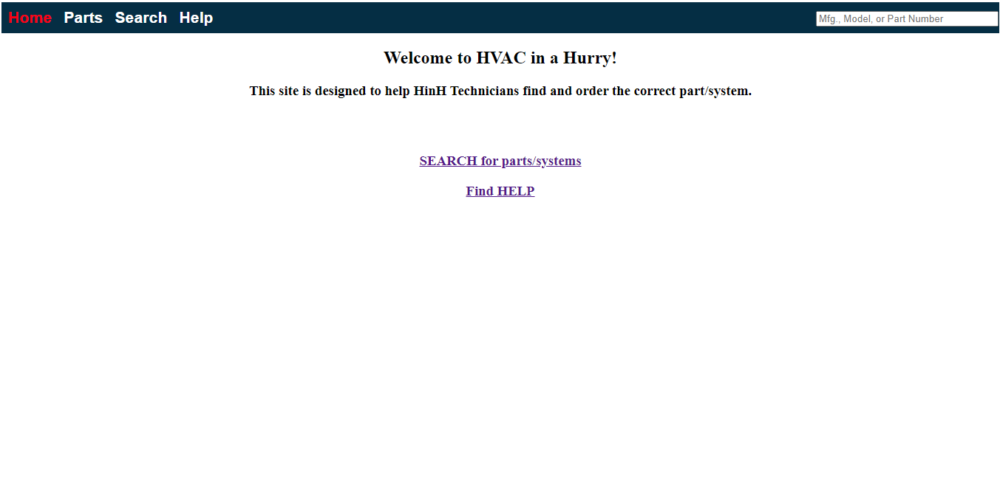 Home Parts Search Help Mfg., Model, or Part Number
Welcome to HVAC in a Hurry!
This site is designed to help HinH Technicians find and order the correct part/system.
SEARCH for parts/systems
Find HELP